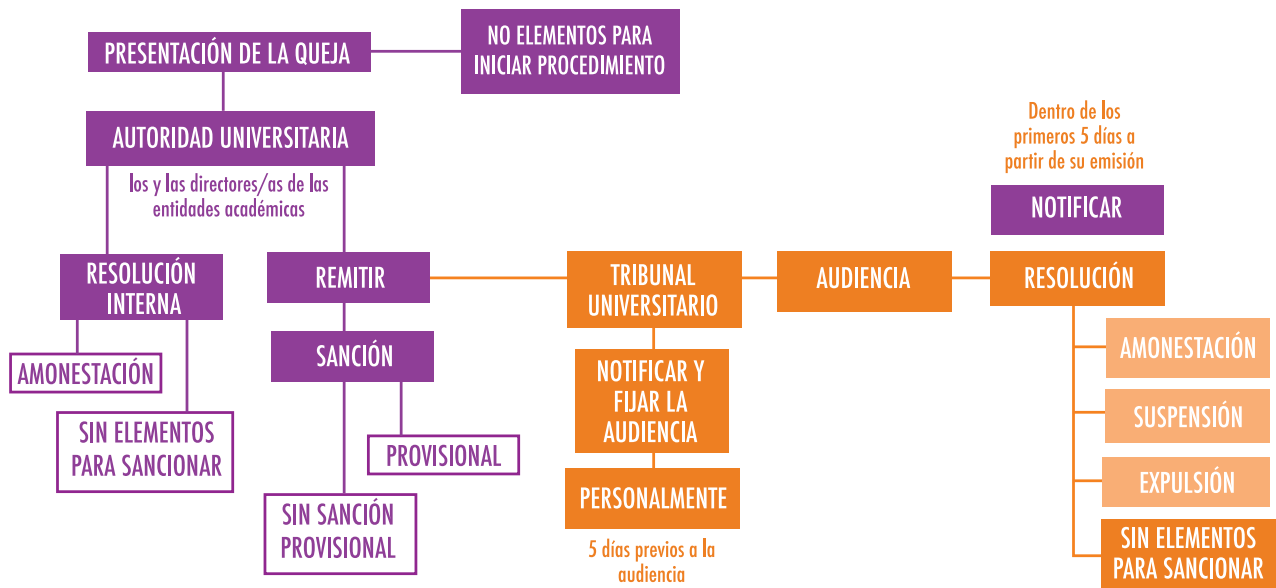 PRESENTACIÓN DE LA QUEJA
NO ELEMENTOS PARA
INICIAR PROCEDIMIENTO
AUTORIDAD UNIVERSITARIA
los y las directores/as de las
entidades académicas
Dentro de los
primeros 5 días a
partir de su emisión
NOTIFICAR
RESOLUCIÓN
INTERNA
REMITIR
TRIBUNAL
UNIVERSITARIO
AUDIENCIA
RESOLUCIÓN
AMONESTACIÓN
SIN ELEMENTOS
PARA SANCIONAR
SANCIÓN
PROVISIONAL
SIN SANCIÓN
PROVISIONAL
NOTIFICAR Y
FIJAR LA
AUDIENCIA
PERSONALMENTE
5 días previos a la
audiencia
AMONESTACIÓN
SUSPENSIÓN
EXPULSIÓN
SIN ELEMENTOS
PARA SANCIONAR